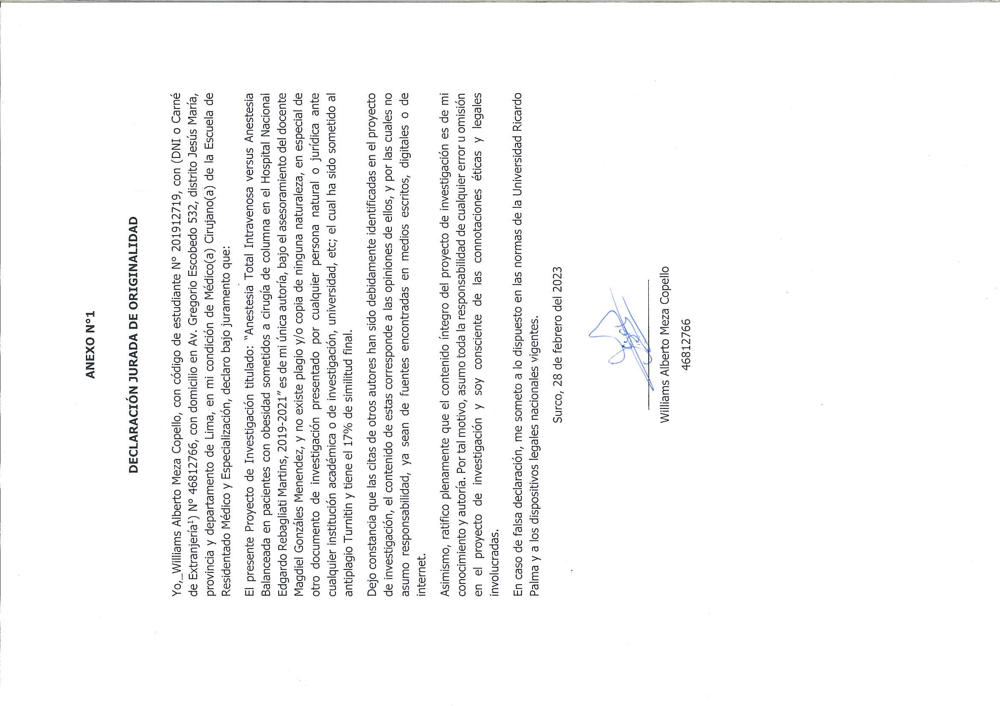 ANEXO N°1
DECLARACIÓN JURADA DE ORIGINALIDAD
Yo,_Williams Alberto Meza Copello, con código de estudiante N° 201912719, con (DNI o Carné
de Extranjería¹) N° 46812766, con domicilio en Av. Gregorio Escobedo 532, distrito Jesús María,
provincia y departamento de Lima, en mi condición de Médico(a) Cirujano(a) de la Escuela de
Residentado Médico y Especialización, declaro bajo juramento que:
El presente Proyecto de Investigación titulado: “Anestesia Total Intravenosa versus Anestesia
Balanceada en pacientes con obesidad sometidos a cirugía de columna en el Hospital Nacional
Edgardo Rebagliati Martins, 2019-2021” es de mi única autoría, bajo el asesoramiento del docente
Magdiel Gonzáles Menendez, y no existe plagio y/o copia de ninguna naturaleza, en especial de
otro documento de investigación presentado por cualquier persona natural o jurídica ante
cualquier institución académica o de investigación, universidad, etc; el cual ha sido sometido al
antiplagio Turnitin y tiene el 17% de similitud final.
Dejo constancia que las citas de otros autores han sido debidamente identificadas en el proyecto
de investigación, el contenido de estas corresponde a las opiniones de ellos, y por las cuales no
asumo responsabilidad, ya sean de fuentes encontradas en medios escritos, digitales o de
internet.
Asimismo, ratifico plenamente que el contenido íntegro del proyecto de investigación es de mi
conocimiento y autoría. Por tal motivo, asumo toda la responsabilidad de cualquier error u omisión
en el proyecto de investigación y soy consciente de las connotaciones éticas y legales
involucradas.
En caso de falsa declaración, me someto a lo dispuesto en las normas de la Universidad Ricardo
Palma y a los dispositivos legales nacionales vigentes.
Surco, 28 de febrero del 2023
Williams Alberto Meza Copello
46812766